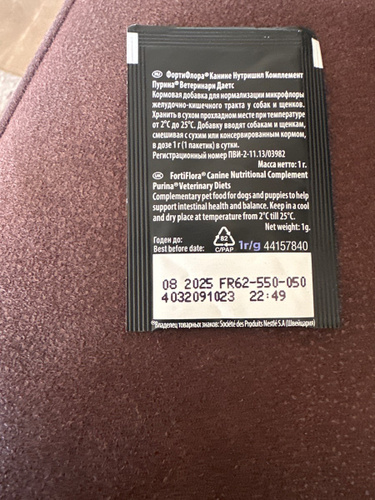 RU ФортиФлора® Канине Нутришнл Комплемент
Пурина® Ветеринари Даетс
Кормовая добавка для нормализации микрофлоры
желудочно-кишечного тракта у собак и щенков.
Хранить в сухом прохладном месте при температуре
от 2°С до 25°С. Добавку вводят собакам и щенкам,
смешивая с сухим или консервированным кормом,
в дозе 1 г (1 пакетик) в сутки.
Регистрационный номер ПВИ-2-11.13/03982
Масса нетто: 1 г.
FortiFlora® Canine Nutritional Complement
Purina® Veterinary Diets
Complementary pet food for dogs and puppies to help
support intestinal health and balance. Keep in a cool
and dry place at temperature from 2°C till 25°C.
Net weight: 1g.
Годен до:
Best before date:
82
C/PAP
1г/g 44157840
08 2025 FR62-550-050
4032091023 22:49
Владелец товарных знаков: Société des Produits Nestlé S.A (Швейцария)